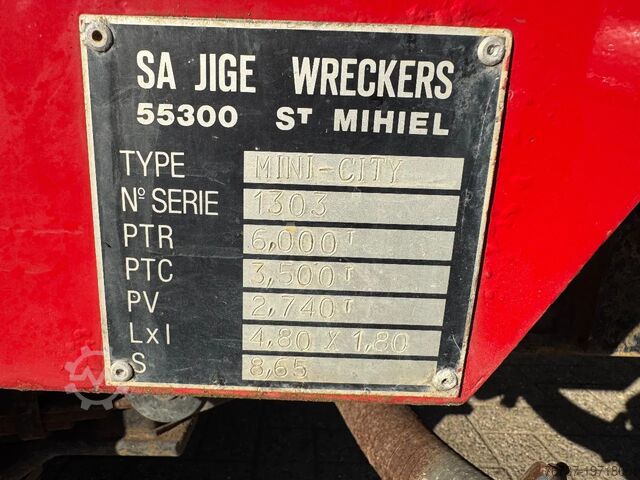 SA JIGE WRECKERS
55300 ST MIHIEL
TYPE MINI-CITY
Nº SERIE 1303
PTR 6,000 T
PTC 3,500 T
PV 2,740 T
Lxl 4,80 X 1,80
S 8,65